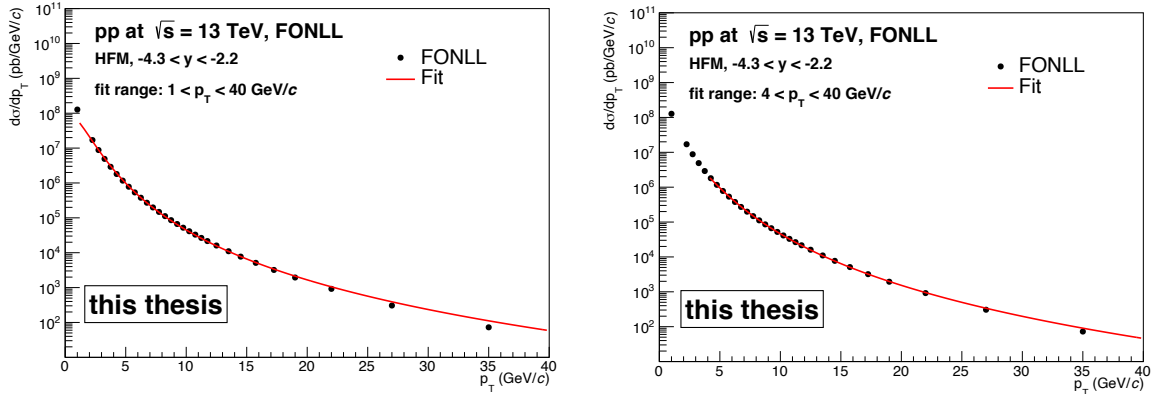 dσ/dp_T (pb/GeV/c)
10^11
10^10
10^9
10^8
10^7
10^6
10^5
10^4
10^3
10^2
pp at √s = 13 TeV, FONLL
HFM, -4.3 < y < -2.2
fit range: 1 < p_T < 40 GeV/c
FONLL
Fit
this thesis
0 5 10 15 20 25 30 35 40
p_T (GeV/c)
dσ/dp_T (pb/GeV/c)
10^11
10^10
10^9
10^8
10^7
10^6
10^5
10^4
10^3
10^2
pp at √s = 13 TeV, FONLL
HFM, -4.3 < y < -2.2
fit range: 4 < p_T < 40 GeV/c
FONLL
Fit
this thesis
0 5 10 15 20 25 30 35 40
p_T (GeV/c)